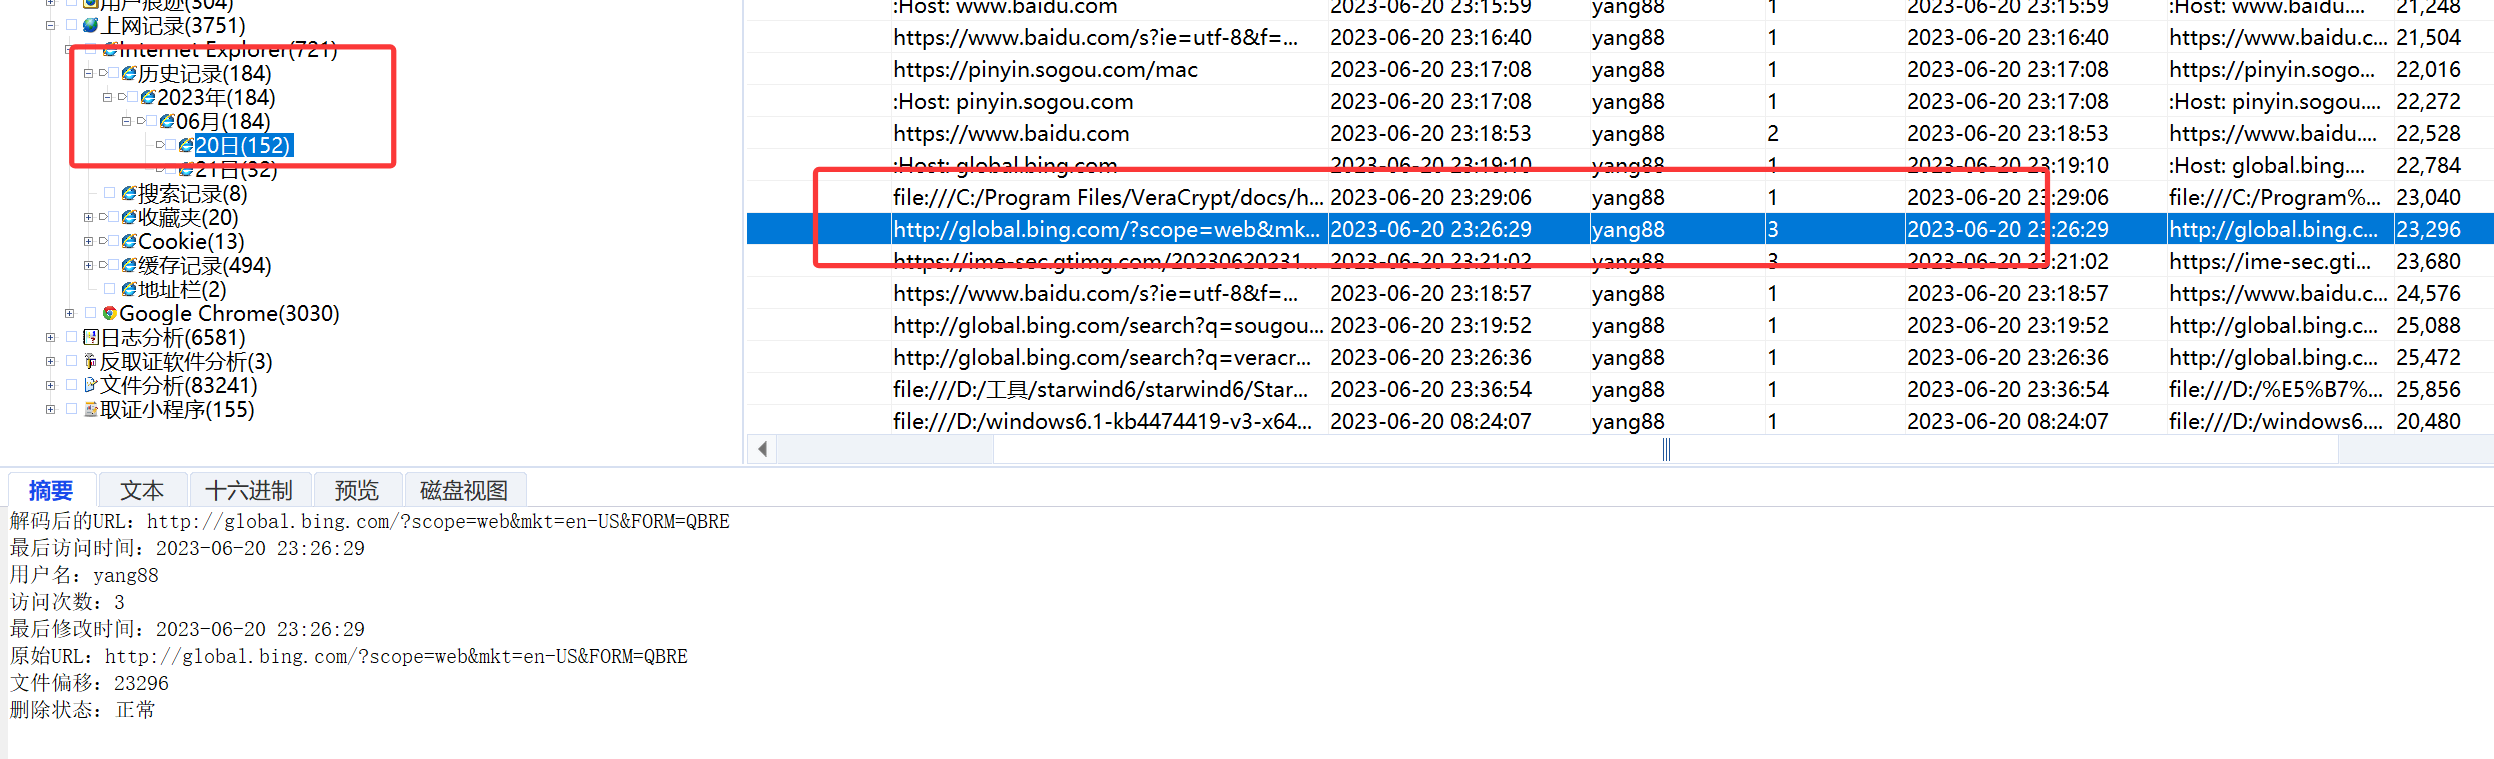 用户痕迹(304)
上网记录(3751)
Internet Explorer(721)
历史记录(184)
2023年(184)
06月(184)
20日(152)
21日(32)
搜索记录(8)
收藏夹(20)
Cookie(13)
缓存记录(494)
地址栏(2)
Google Chrome(3030)
日志分析(6581)
反取证软件分析(3)
文件分析(83241)
取证小程序(155)
:Host: www.baidu.com 2023-06-20 23:15:59 yang88 1 2023-06-20 23:15:59 :Host: www.baidu.... 21,248
https://www.baidu.com/s?ie=utf-8&f=... 2023-06-20 23:16:40 yang88 1 2023-06-20 23:16:40 https://www.baidu.c... 21,504
https://pinyin.sogou.com/mac 2023-06-20 23:17:08 yang88 1 2023-06-20 23:17:08 https://pinyin.sogo... 22,016
:Host: pinyin.sogou.com 2023-06-20 23:17:08 yang88 1 2023-06-20 23:17:08 :Host: pinyin.sogou.... 22,272
https://www.baidu.com 2023-06-20 23:18:53 yang88 2 2023-06-20 23:18:53 https://www.baidu.... 22,528
:Host: global.bing.com 2023-06-20 23:19:10 yang88 1 2023-06-20 23:19:10 :Host: global.bing.... 22,784
file:///C:/Program Files/VeraCrypt/docs/h... 2023-06-20 23:29:06 yang88 1 2023-06-20 23:29:06 file:///C:/Program%... 23,040
http://global.bing.com/?scope=web&mk... 2023-06-20 23:26:29 yang88 3 2023-06-20 23:26:29 http://global.bing.c... 23,296
https://ime-sec.gtimg.com/20230620231... 2023-06-20 23:21:02 yang88 3 2023-06-20 23:21:02 https://ime-sec.gti... 23,680
https://www.baidu.com/s?ie=utf-8&f=... 2023-06-20 23:18:57 yang88 1 2023-06-20 23:18:57 https://www.baidu.c... 24,576
http://global.bing.com/search?q=sougou... 2023-06-20 23:19:52 yang88 1 2023-06-20 23:19:52 http://global.bing.c... 25,088
http://global.bing.com/search?q=veracr... 2023-06-20 23:26:36 yang88 1 2023-06-20 23:26:36 http://global.bing.c... 25,472
file:///D:/工具/starwind6/starwind6/Star... 2023-06-20 23:36:54 yang88 1 2023-06-20 23:36:54 file:///D:/%E5%B7%... 25,856
file:///D:/windows6.1-kb4474419-v3-x64... 2023-06-20 08:24:07 yang88 1 2023-06-20 08:24:07 file:///D:/windows6.... 20,480
摘要 文本 十六进制 预览 磁盘视图
解码后的URL: http://global.bing.com/?scope=web&mkt=en-US&FORM=QBRE
最后访问时间: 2023-06-20 23:26:29
用户名: yang88
访问次数: 3
最后修改时间: 2023-06-20 23:26:29
原始URL: http://global.bing.com/?scope=web&mkt=en-US&FORM=QBRE
文件偏移: 23296
删除状态: 正常